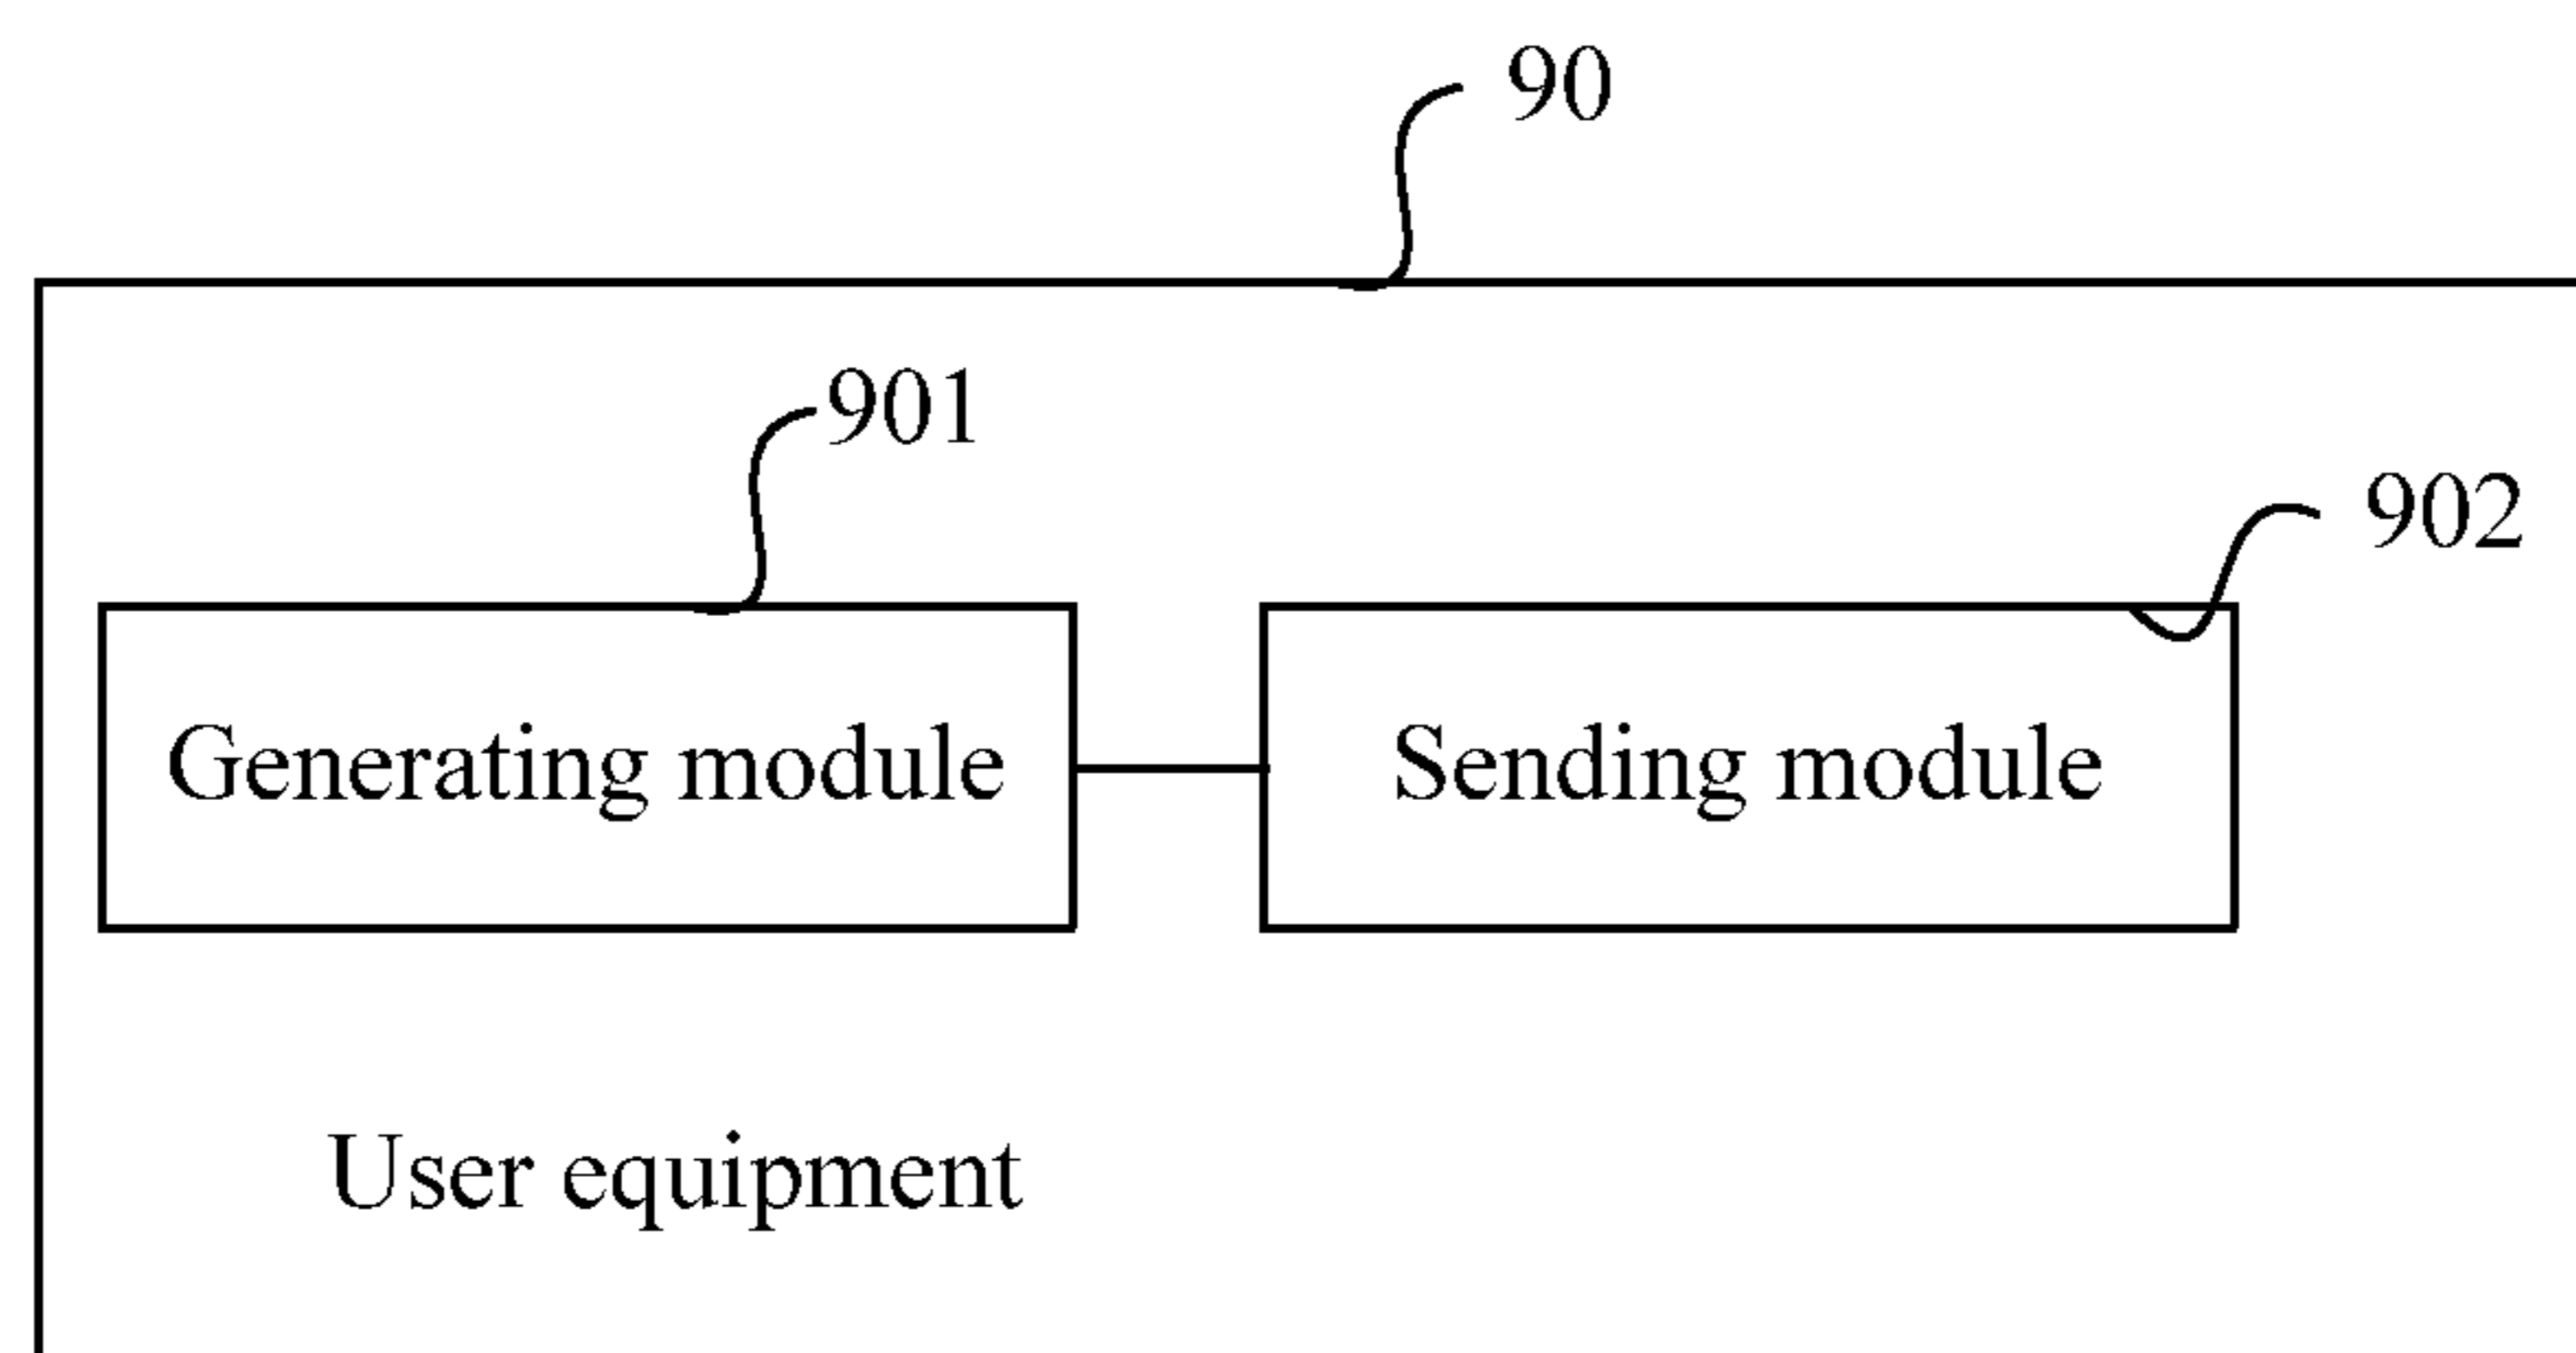 90
901
902
Generating module
Sending module
User equipment